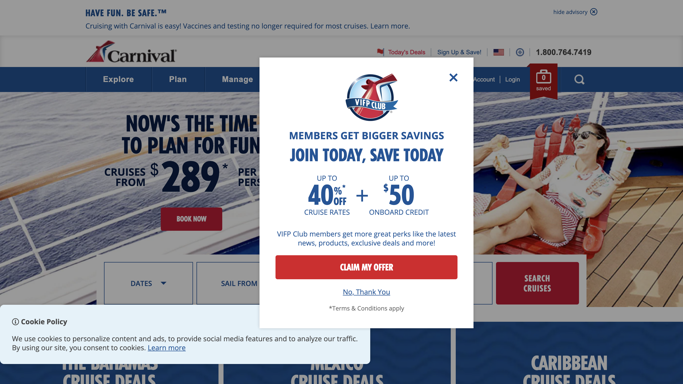 HAVE FUN. BE SAFE.™
Cruising with Carnival is easy! Vaccines and testing no longer required for most cruises. Learn more.
hide advisory
Carnival
Today's Deals
Sign Up & Save!
1.800.764.7419
Explore
Plan
Manage
Account
Login
0
saved
NOW'S THE TIME
TO PLAN FOR FUN
CRUISES
FROM
$289*
PER
VIFP CLUB
MEMBERS GET BIGGER SAVINGS
JOIN TODAY, SAVE TODAY
UP TO
40%* OFF
CRUISE RATES
+
UP TO
$50
ONBOARD CREDIT
VIFP Club members get more great perks like the latest
news, products, exclusive deals and more!
CLAIM MY OFFER
No, Thank You
*Terms & Conditions apply
BOOK NOW
DATES
SAIL FROM
SEARCH
CRUISES
Cookie Policy
We use cookies to personalize content and ads, to provide social media features and to analyze our traffic.
By using our site, you consent to cookies. Learn more
THE BAHAMAS
CRUISE DEALS
MEXICO
CRUISE DEALS
CARIBBEAN
CRUISE DEALS